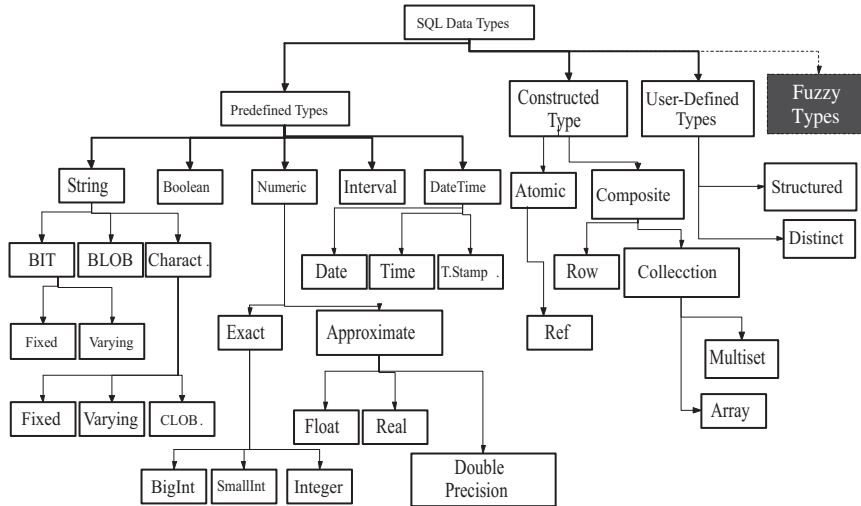 SQL Data Types
Predefined Types
Constructed
Type
User-Defined
Types
Fuzzy
Types
String
Boolean
Numeric
Interval
DateTime
Atomic
Composite
Structured
Distinct
BIT
BLOB
Charact .
Date
Time
T.Stamp .
Row
Collecction
Fixed
Varying
Exact
Approximate
Ref
Multiset
Fixed
Varying
CLOB .
Float
Real
Array
BigInt
SmallInt
Integer
Double
Precision